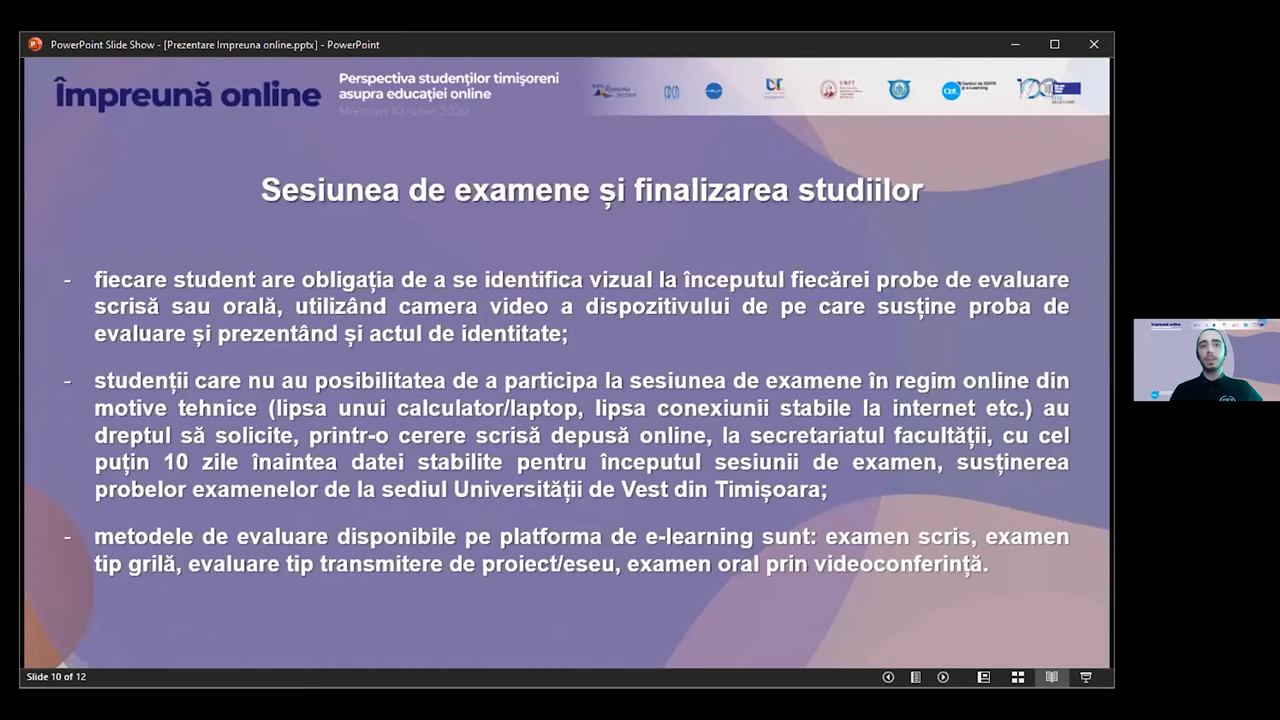 PowerPoint Slide Show - [Prezentare Impreuna online.pptx] - PowerPoint
Împreună online
Perspectiva studenților timișoreni
asupra educației online
Miercuri 10 iunie 2020
Sesiunea de examene și finalizarea studiilor
- fiecare student are obligația de a se identifica vizual la începutul fiecărei probe de evaluare
scrisă sau orală, utilizând camera video a dispozitivului de pe care susține proba de
evaluare și prezentând și actul de identitate;
- studenții care nu au posibilitatea de a participa la sesiunea de examene în regim online din
motive tehnice (lipsa unui calculator/laptop, lipsa conexiunii stabile la internet etc.) au
dreptul să solicite, printr-o cerere scrisă depusă online, la secretariatul facultății, cu cel
puțin 10 zile înaintea datei stabilite pentru începutul sesiunii de examen, susținerea
probelor examenelor de la sediul Universității de Vest din Timișoara;
- metodele de evaluare disponibile pe platforma de e-learning sunt: examen scris, examen
tip grilă, evaluare tip transmitere de proiect/eseu, examen oral prin videoconferință.
Slide 10 of 12